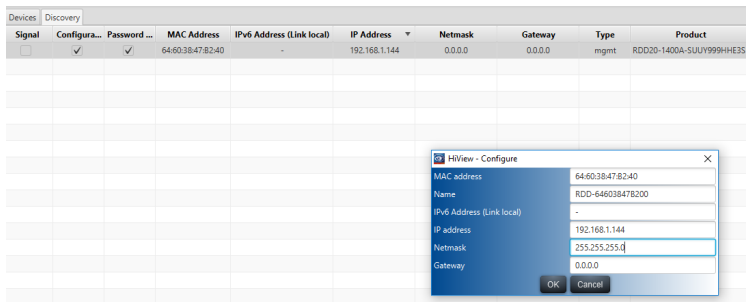 Devices Discovery
Signal Configura... Password ... MAC Address IPv6 Address (Link local) IP Address Netmask Gateway Type Product
64:60:38:47:B2:40 - 192.168.1.144 0.0.0.0 0.0.0.0 mgmt RDD20-1400A-SUUY999HHE3S
HiView - Configure
MAC address 64:60:38:47:B2:40
Name RDD-64603847B200
IPv6 Address (Link local) -
IP address 192.168.1.144
Netmask 255.255.255.0
Gateway 0.0.0.0
OK Cancel